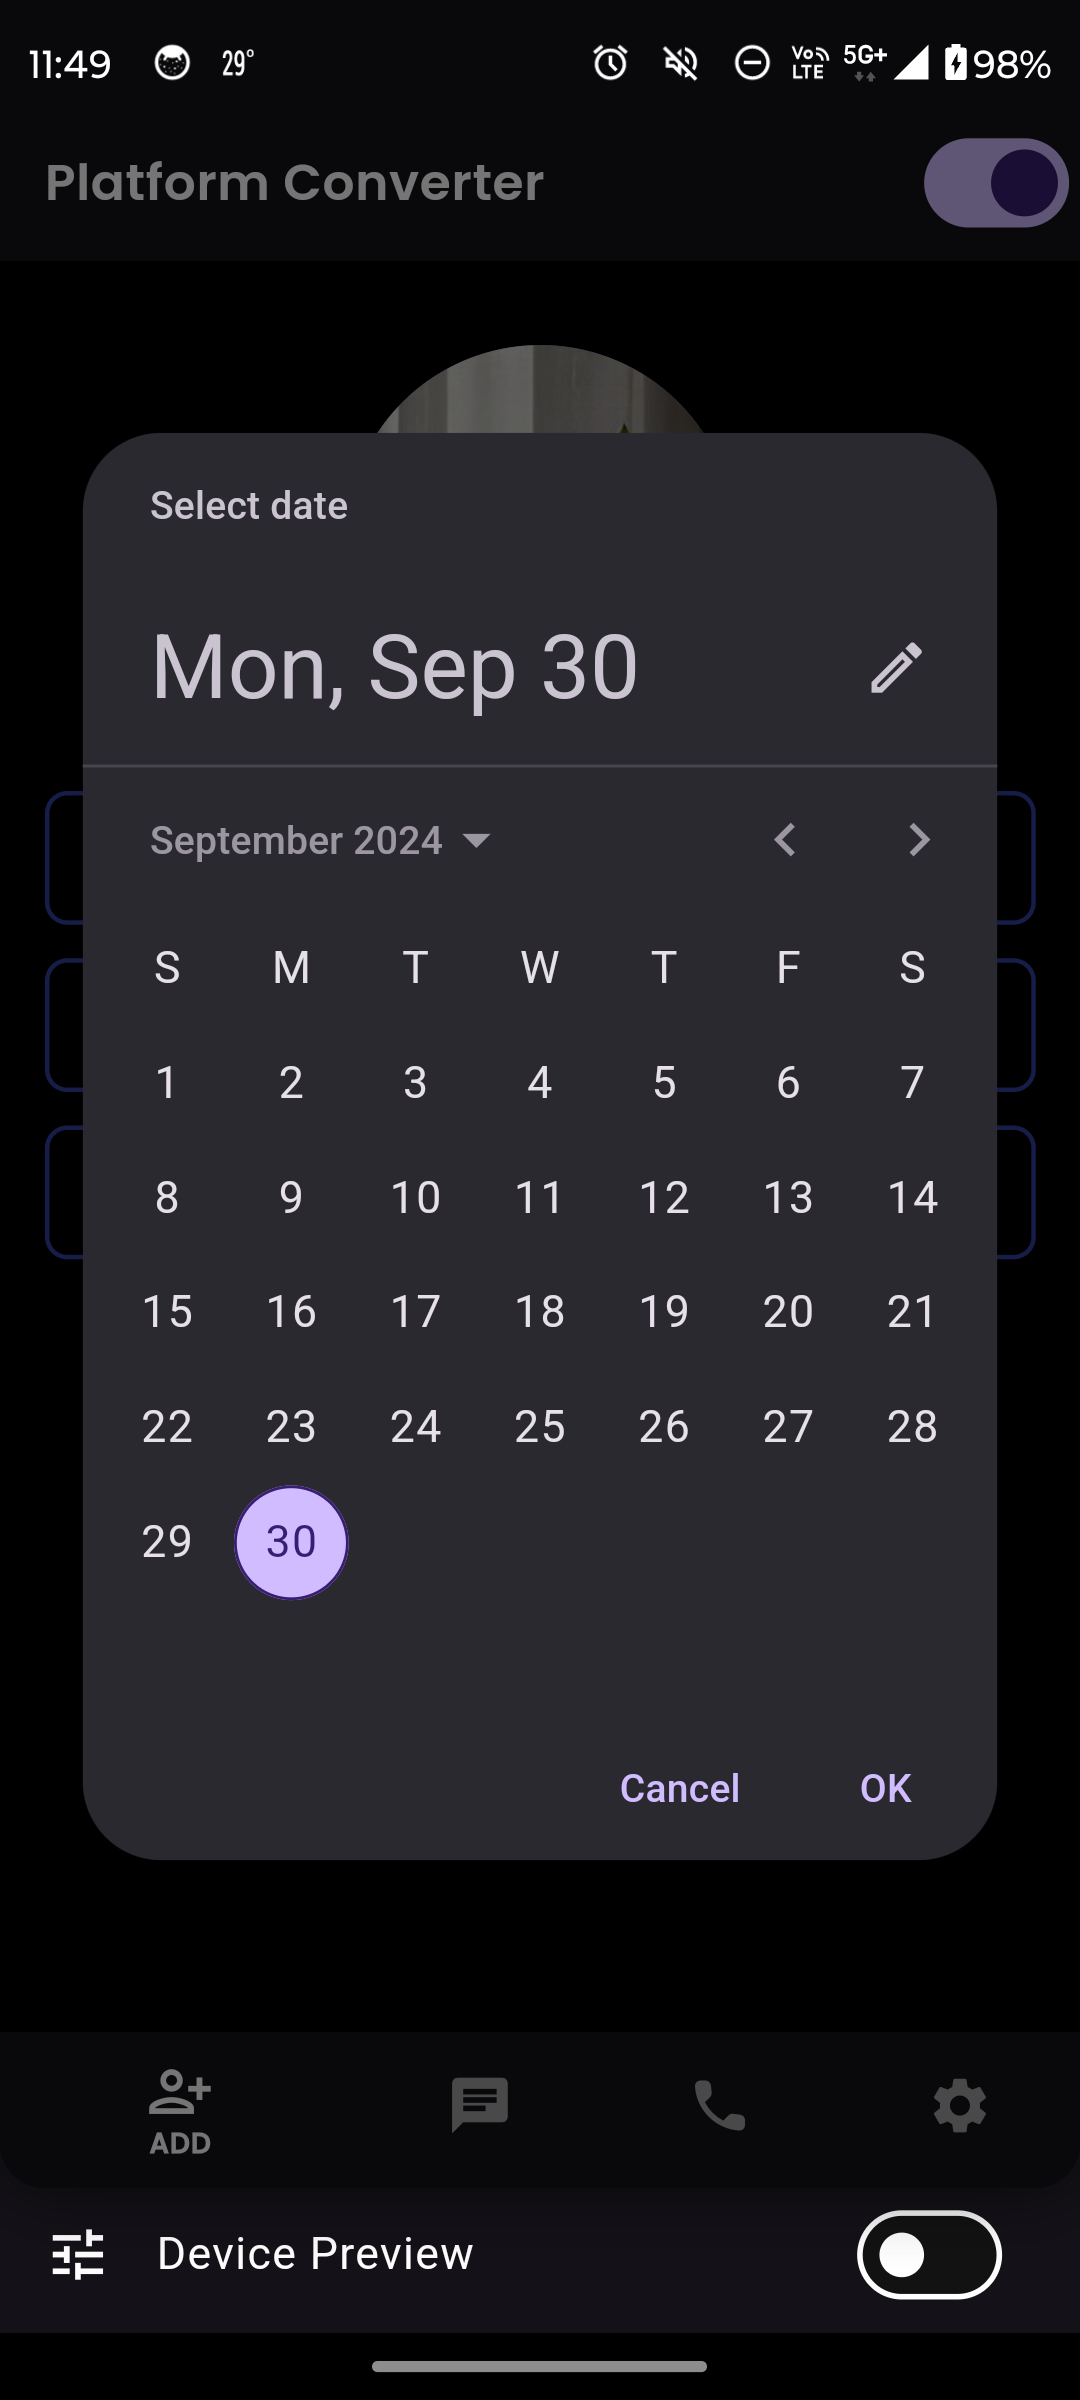 11:49 29° VoLTE 5G+ 98%
Platform Converter
Select date
Mon, Sep 30
September 2024
S M T W T F S
1 2 3 4 5 6 7
8 9 10 11 12 13 14
15 16 17 18 19 20 21
22 23 24 25 26 27 28
29 30
Cancel OK
ADD
Device Preview